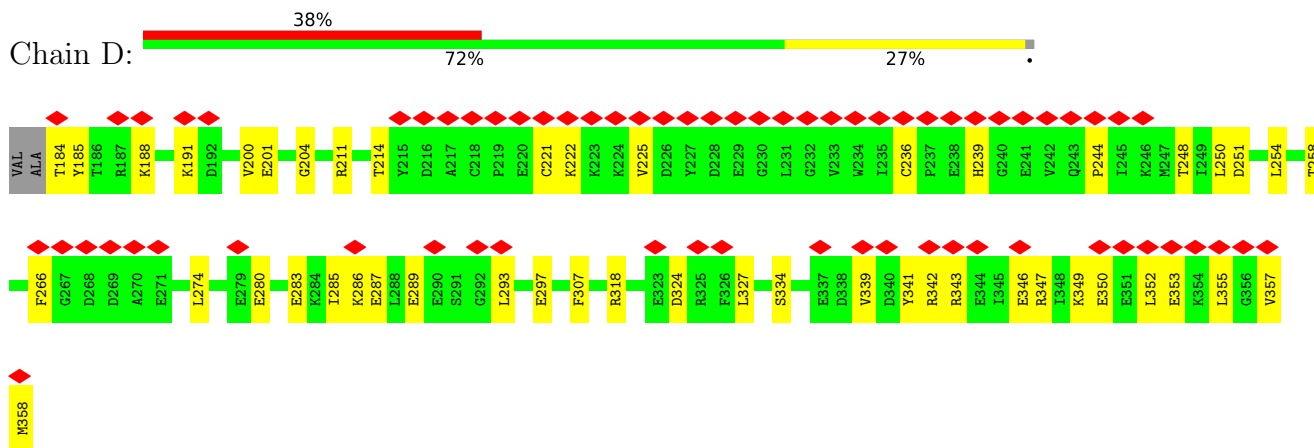 38%
Chain D:
72% 27% •
VAL ALA T184 Y185 T186 R187 K188 K191 D192 V200 E201 G204 R211 T214 Y215 D216 A217 C218 P219 E220 C221 K222 K223 K224 V225 D226 Y227 D228 E229 G230 L231 G232 V233 W234 I235 C236 P237 E238 H239 G240 E241 V242 Q243 P244 I245 K246 M247 T248 I249 L250 D251 L254 T258
F266 G267 D268 D269 A270 E271 L274 E279 E280 E283 K284 I285 K286 E287 L288 E289 E290 S291 G292 L293 E297 F307 R318 E323 D324 R325 F326 L327 S334 E337 D338 V339 D340 Y341 R342 R343 E344 I345 E346 R347 I348 K349 E350 E351 L352 E353 K354 L355 G356 V357
M358